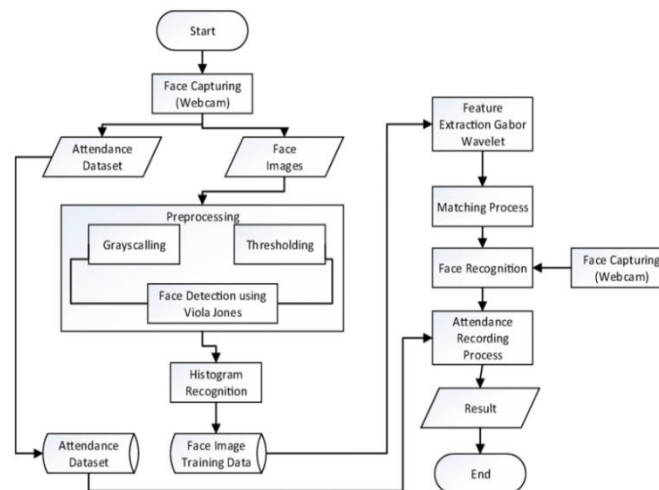 Start
Face Capturing
(Webcam)
Attendance
Dataset
Face
Images
Preprocessing
Grayscalling
Thresholding
Face Detection using
Viola Jones
Histogram
Recognition
Attendance
Dataset
Face Image
Training Data
Feature
Extraction Gabor
Wavelet
Matching Process
Face Recognition
Face Capturing
(Webcam)
Attendance
Recording
Process
Result
End